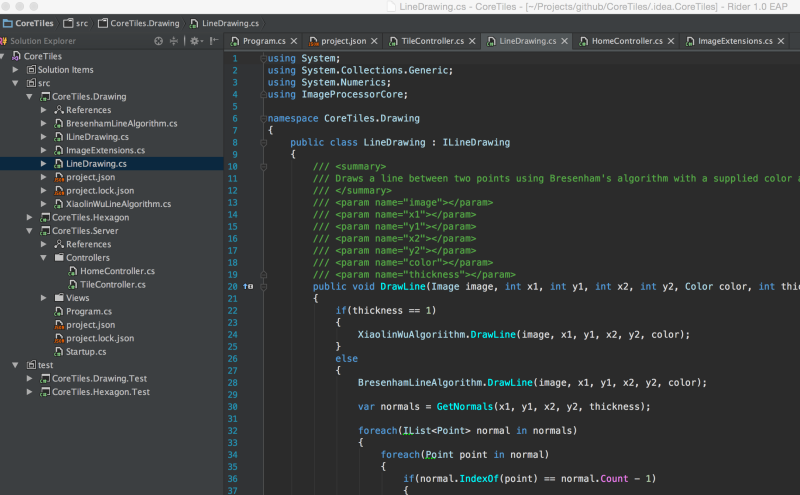 LineDrawing.cs - CoreTiles - [~/Projects/github/CoreTiles/.idea.CoreTiles] - Rider 1.0 EAP
CoreTiles src CoreTiles.Drawing LineDrawing.cs
Solution Explorer
Program.cs project.json TileController.cs LineDrawing.cs HomeController.cs ImageExtensions.cs
CoreTiles
Solution Items
src
CoreTiles.Drawing
References
BresenhamLineAlgorithm.cs
ILineDrawing.cs
ImageExtensions.cs
LineDrawing.cs
project.json
project.lock.json
XiaolinWuLineAlgorithm.cs
CoreTiles.Hexagon
CoreTiles.Server
References
Controllers
HomeController.cs
TileController.cs
Views
Program.cs
project.json
project.lock.json
Startup.cs
test
CoreTiles.Drawing.Test
CoreTiles.Hexagon.Test
1 using System;
2 using System.Collections.Generic;
3 using System.Numerics;
4 using ImageProcessorCore;
5
6 namespace CoreTiles.Drawing
7 {
8 public class LineDrawing : ILineDrawing
9 {
10 /// <summary>
11 /// Draws a line between two points using Bresenham's algorithm with a supplied color a
12 /// </summary>
13 /// <param name="image"></param>
14 /// <param name="x1"></param>
15 /// <param name="y1"></param>
16 /// <param name="x2"></param>
17 /// <param name="y2"></param>
18 /// <param name="color"></param>
19 /// <param name="thickness"></param>
20 public void DrawLine(Image image, int x1, int y1, int x2, int y2, Color color, int thic
21 {
22 if(thickness == 1)
23 {
24 XiaolinWuAlgoriithm.DrawLine(image, x1, y1, x2, y2, color);
25 }
26 else
27 {
28 BresenhamLineAlgorithm.DrawLine(image, x1, y1, x2, y2, color);
29
30 var normals = GetNormals(x1, y1, x2, y2, thickness);
31
32 foreach(IList<Point> normal in normals)
33 {
34 foreach(Point point in normal)
35 {
36 if(normal.IndexOf(point) == normal.Count - 1)
37 {